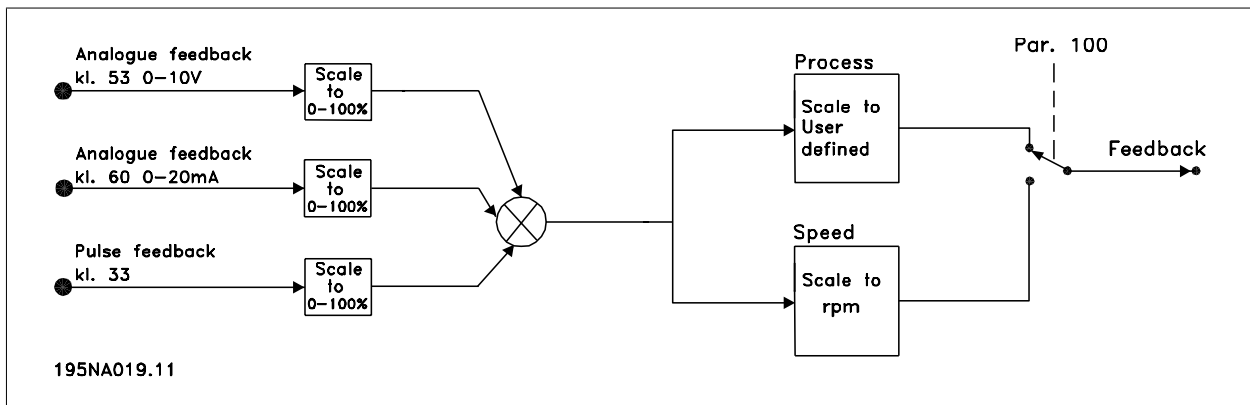 Analogue feedback
kl. 53 0-10V
Scale
to
0-100%
Analogue feedback
kl. 60 0-20mA
Scale
to
0-100%
Pulse feedback
kl. 33
Scale
to
0-100%
Process
Scale to
User
defined
Speed
Scale to
rpm
Par. 100
Feedback
195NA019.11